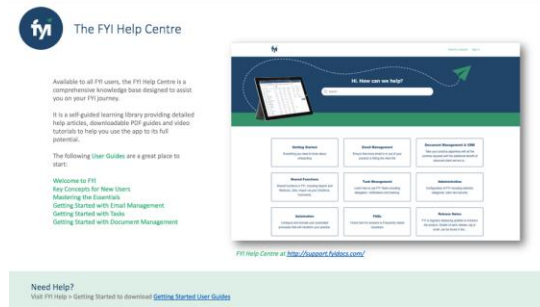 fyi
The FYI Help Centre
Available to all FYI users, the FYI Help Centre is a
comprehensive knowledge base designed to assist
you on your FYI journey.
It is a self-guided learning library providing detailed
help articles, downloadable PDF guides and video
tutorials to help you use the app to its full
potential.
The following User Guides are a great place to
start:
Welcome to FYI
Key Concepts for New Users
Mastering the Essentials
Getting Started with Email Management
Getting Started with Tasks
Getting Started with Document Management
fyi
Hi. How can we help?
Search
Getting Started
Email Management
Document Management & CRM
Shared Functions
Task Management
Administration
Automation
FAQs
Release Notes
FYI Help Centre at http://support.fyidocs.com/
Need Help?
Visit FYI Help > Getting Started to download Getting Started User Guides